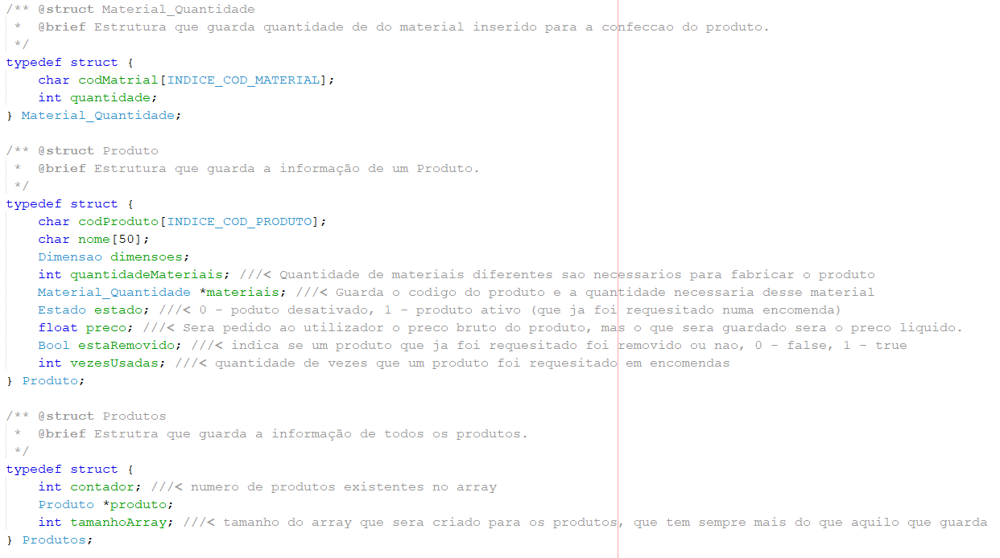 /** @struct Material_Quantidade
 *  @brief Estrutura que guarda quantidade de do material inserido para a confeccao do produto.
 */
typedef struct {
    char codMatrial[INDICE_COD_MATERIAL];
    int quantidade;
} Material_Quantidade;

/** @struct Produto
 *  @brief Estrutura que guarda a informação de um Produto.
 */
typedef struct {
    char codProduto[INDICE_COD_PRODUTO];
    char nome[50];
    Dimensao dimensoes;
    int quantidadeMateriais; ///< Quantidade de materiais diferentes sao necessarios para fabricar o produto
    Material_Quantidade *materiais; ///< Guarda o codigo do produto e a quantidade necessaria desse material
    Estado estado; ///< 0 - poduto desativado, 1 - produto ativo (que ja foi requesitado numa encomenda)
    float preco; ///< Sera pedido ao utilizador o preco bruto do produto, mas o que sera guardado sera o preco liquido.
    Bool estaRemovido; ///< indica se um produto que ja foi requesitado foi removido ou nao, 0 - false, 1 - true
    int vezesUsadas; ///< quantidade de vezes que um produto foi requesitado em encomendas
} Produto;

/** @struct Produtos
 *  @brief Estrutra que guarda a informação de todos os produtos.
 */
typedef struct {
    int contador; ///< numero de produtos existentes no array
    Produto *produto;
    int tamanhoArray; ///< tamanho do array que sera criado para os produtos, que tem sempre mais do que aquilo que guarda
} Produtos;